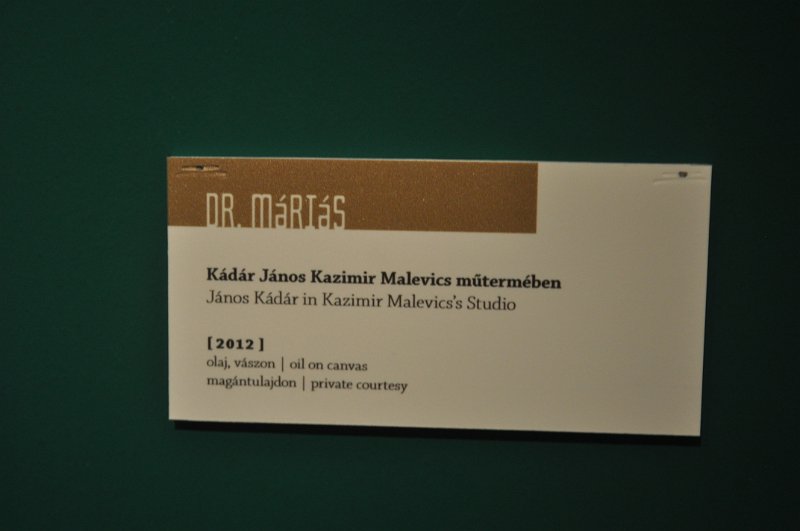 DR. MáRIáS
Kádár János Kazimir Malevics műtermében
János Kádár in Kazimir Malevics's Studio
[ 2012 ]
olaj, vászon | oil on canvas
magántulajdon | private courtesy